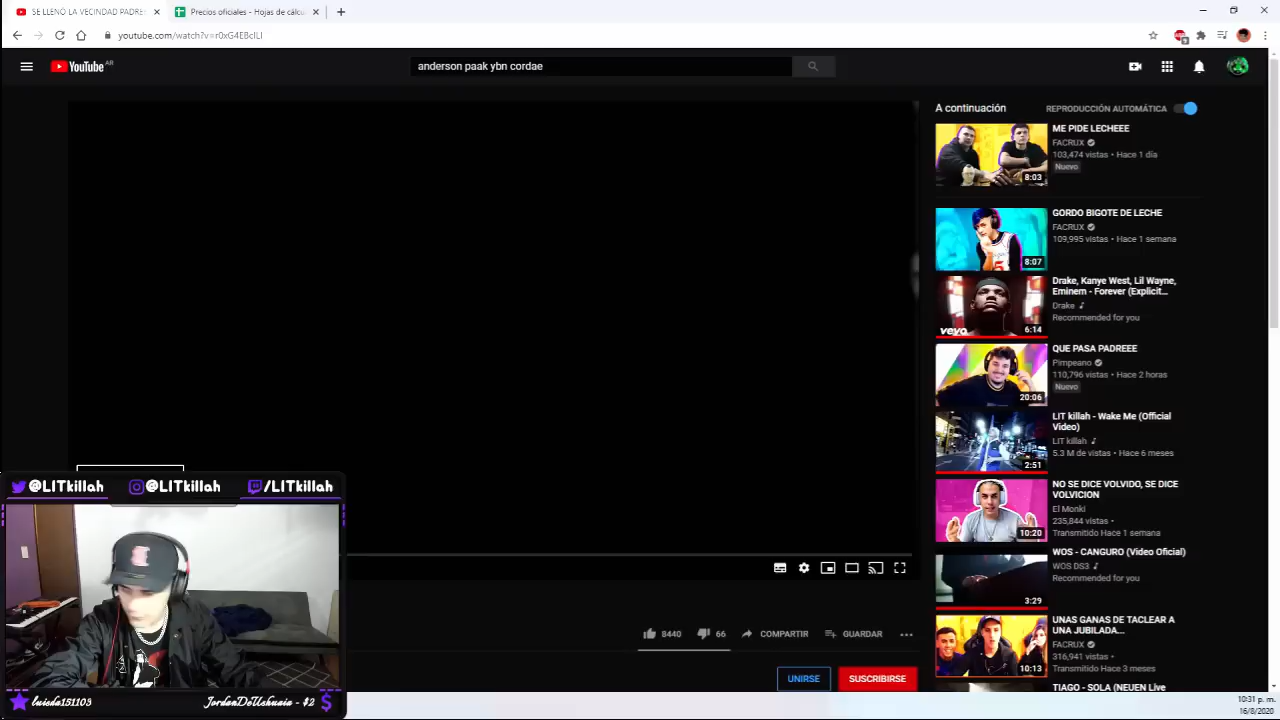 SE LLENÓ LA VECINDAD PADRE
Precios oficiales - Hojas de cálcu
youtube.com/watch?v=r0xG4EBcILI
YouTube AR
anderson paak ybn cordae
A continuación
REPRODUCCIÓN AUTOMÁTICA
ME PIDE LECHEEE
FACRUX
103,474 vistas • Hace 1 día
Nuevo
8:03
GORDO BIGOTE DE LECHE
FACRUX
109,995 vistas • Hace 1 semana
8:07
Drake, Kanye West, Lil Wayne,
Eminem - Forever (Explicit...
Drake
Recommended for you
vevo
6:14
QUE PASA PADREEE
Pimpeano
110,796 vistas • Hace 2 horas
Nuevo
20:06
LIT killah - Wake Me (Official
Video)
LIT killah
5.3 M de vistas • Hace 6 meses
2:51
NO SE DICE VOLVIDO, SE DICE
VOLVICION
El Monki
235,844 vistas •
Transmitido Hace 1 semana
10:20
WOS - CANGURO (Video Oficial)
WOS DS3
Recommended for you
3:29
UNAS GANAS DE TACLEAR A
UNA JUBILADA...
FACRUX
316,941 vistas •
Transmitido Hace 3 meses
10:13
TIAGO - SOLA (NEUEN Live
@LITkillah
@LITkillah
/LITkillah
8440
66
COMPARTIR
GUARDAR
UNIRSE
SUSCRIBIRSE
luisda151103
JordanDeUshuaia - $2
10:31 p. m.
16/8/2020